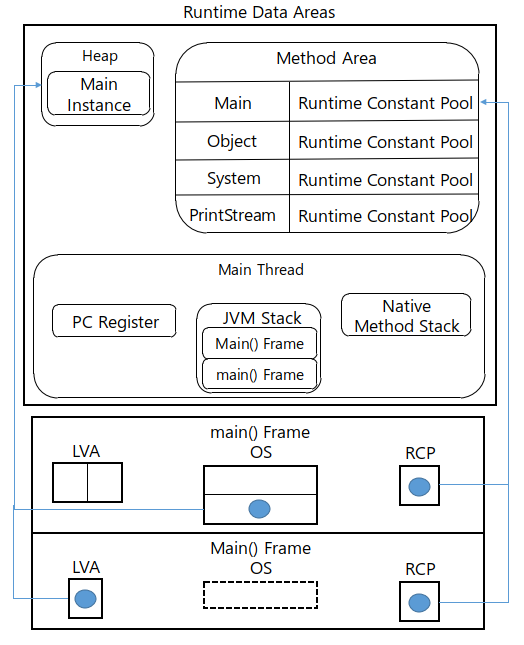 Runtime Data Areas
Heap
Main
Instance
Method Area
Main
Runtime Constant Pool
Object
Runtime Constant Pool
System
Runtime Constant Pool
PrintStream
Runtime Constant Pool
Main Thread
PC Register
JVM Stack
Main() Frame
main() Frame
Native
Method Stack
main() Frame
LVA
OS
RCP
Main() Frame
LVA
OS
RCP